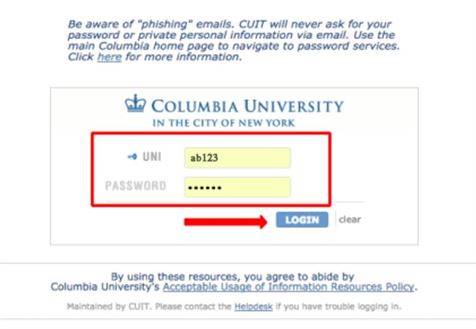 Be aware of "phishing" emails. CUIT will never ask for your
password or private personal information via email. Use the
main Columbia home page to navigate to password services.
Click here for more information.
COLUMBIA UNIVERSITY
IN THE CITY OF NEW YORK
UNI ab123
PASSWORD ••••••
LOGIN clear
By using these resources, you agree to abide by
Columbia University's Acceptable Usage of Information Resources Policy.
Maintained by CUIT. Please contact the Helpdesk if you have trouble logging in.